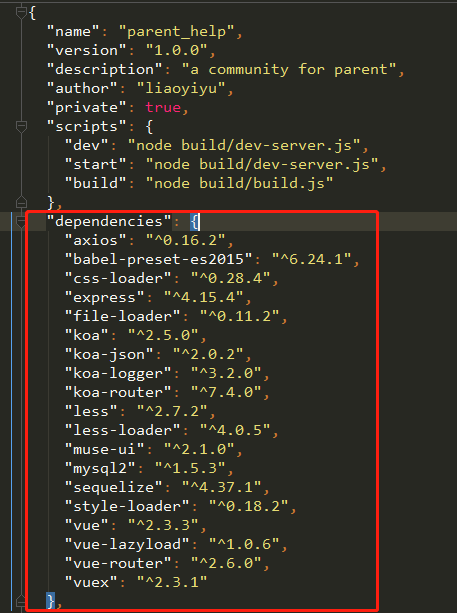 {
"name": "parent_help",
"version": "1.0.0",
"description": "a community for parent",
"author": "liaoyiyu",
"private": true,
"scripts": {
"dev": "node build/dev-server.js",
"start": "node build/dev-server.js",
"build": "node build/build.js"
},
"dependencies": {
"axios": "^0.16.2",
"babel-preset-es2015": "^6.24.1",
"css-loader": "^0.28.4",
"express": "^4.15.4",
"file-loader": "^0.11.2",
"koa": "^2.5.0",
"koa-json": "^2.0.2",
"koa-logger": "^3.2.0",
"koa-router": "^7.4.0",
"less": "^2.7.2",
"less-loader": "^4.0.5",
"muse-ui": "^2.1.0",
"mysql2": "^1.5.3",
"sequelize": "^4.37.1",
"style-loader": "^0.18.2",
"vue": "^2.3.3",
"vue-lazyload": "^1.0.6",
"vue-router": "^2.6.0",
"vuex": "^2.3.1"
},